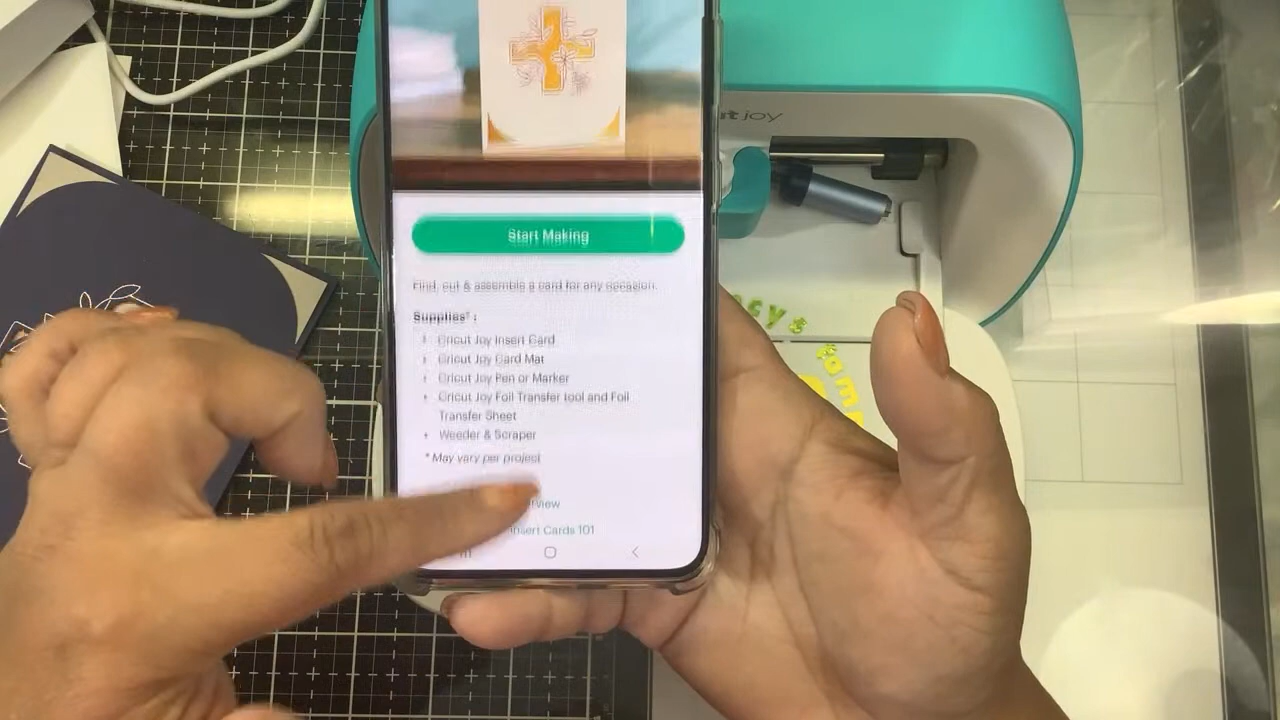 joy
Start Making
Find, cut & assemble a card for any occasion.
Supplies* :
Cricut Joy Insert Card
Cricut Joy Card Mat
Cricut Joy Pen or Marker
Cricut Joy Foil Transfer tool and Foil
Transfer Sheet
Weeder & Scraper
* May vary per project
Insert Cards 101